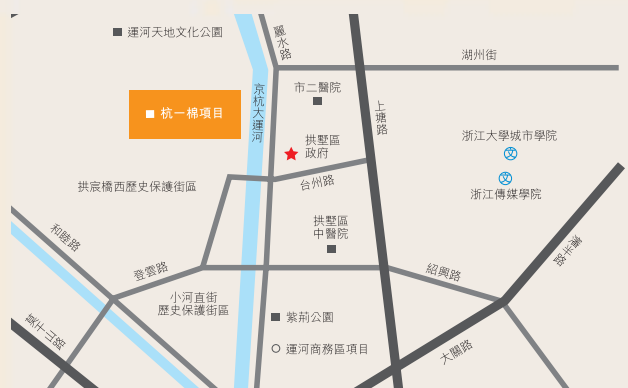 運河天地文化公園
麗水路
湖州街
市二醫院
京杭大運河
杭一棉項目
上塘路
拱墅區
政府
浙江大學城市學院
文
台州路
拱宸橋西歷史保護街區
文
浙江傳媒學院
拱墅區
中醫院
和睦路
登雲路
紹興路
小河直街
歷史保護街區
莫干山路
紫荊公園
大關路
運河商務區項目